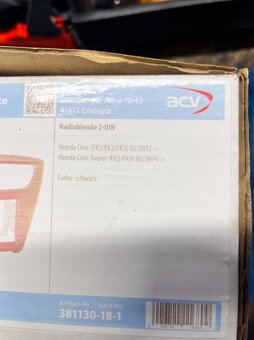 41812 Erkelenz
acv
Radioblende 2-DIN
Honda Civic (FK1/FK2/FK3) 02/2012 ->
Honda Civic Tourer (FK2/FK3) 02/2014 ->
Farbe: schwarz
Artikel-Nr. / part-no
381130-18-1